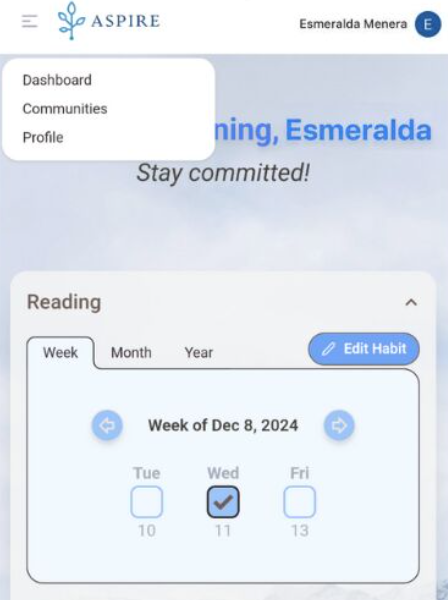 ASPIRE
Esmeralda Menera
E
Dashboard
Communities
Profile
ning, Esmeralda
Stay committed!
Reading
Week Month Year Edit Habit
Week of Dec 8, 2024
Tue Wed Fri
10 11 13